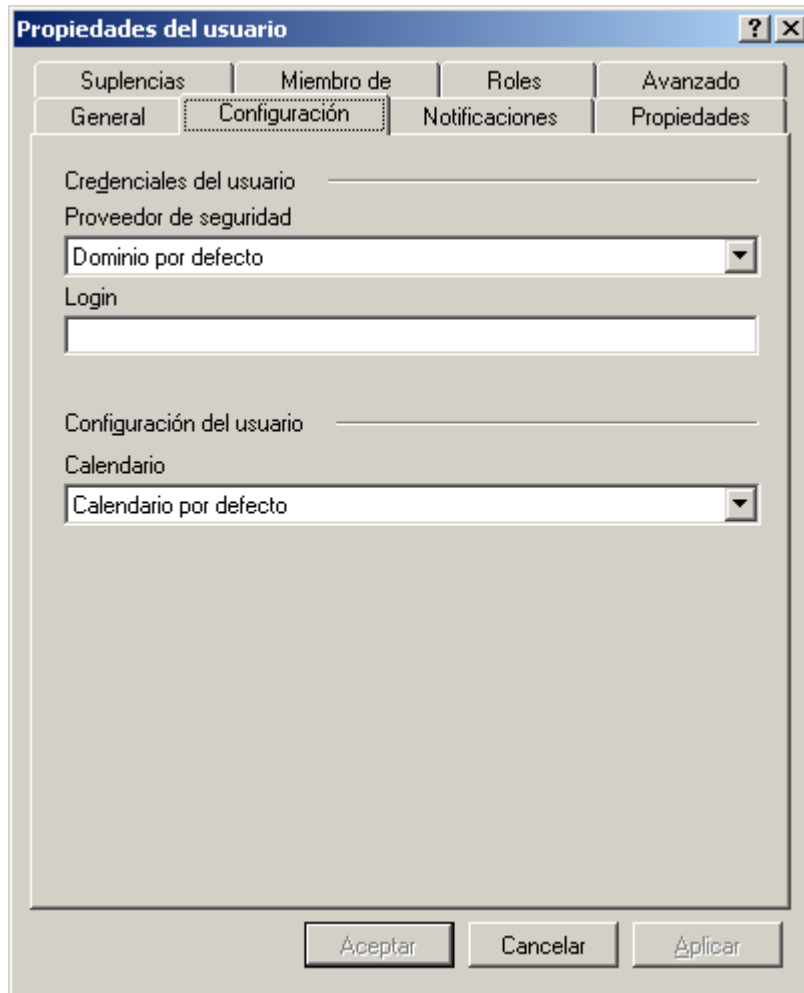 Propiedades del usuario
Suplencias Miembro de Roles Avanzado
General Configuración Notificaciones Propiedades
Credenciales del usuario
Proveedor de seguridad
Dominio por defecto
Login
Configuración del usuario
Calendario
Calendario por defecto
Aceptar Cancelar Aplicar